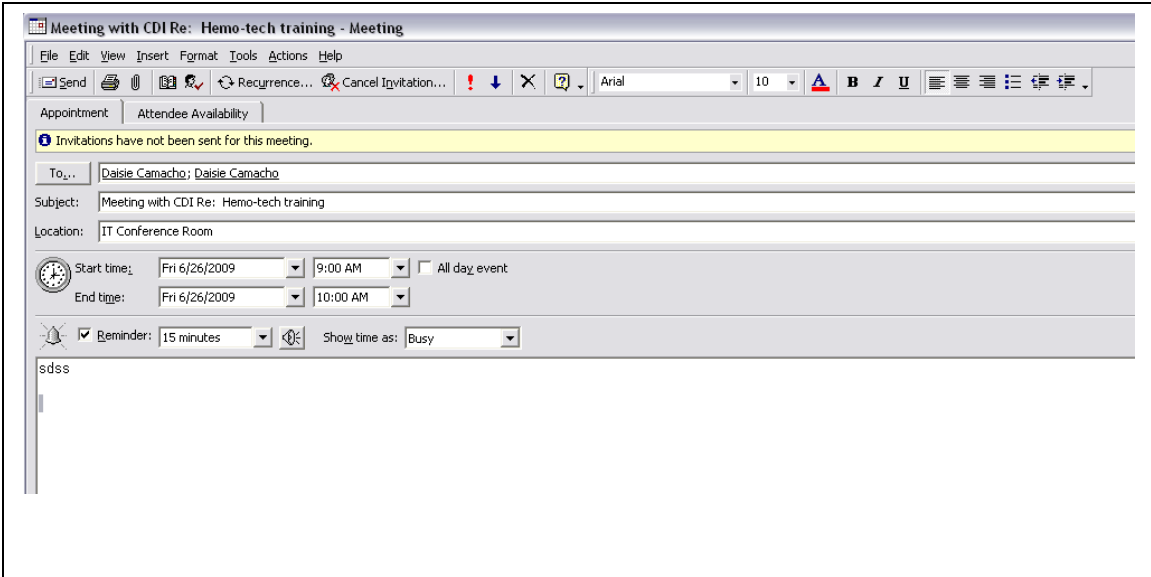 Meeting with CDI Re: Hemo-tech training - Meeting
File Edit View Insert Format Tools Actions Help
Send Recurrence... Cancel Invitation... Arial 10 A B I U
Appointment Attendee Availability
Invitations have not been sent for this meeting.
To... Daisie Camacho; Daisie Camacho
Subject: Meeting with CDI Re: Hemo-tech training
Location: IT Conference Room
Start time: Fri 6/26/2009 9:00 AM All day event
End time: Fri 6/26/2009 10:00 AM
Reminder: 15 minutes Show time as: Busy
sdss